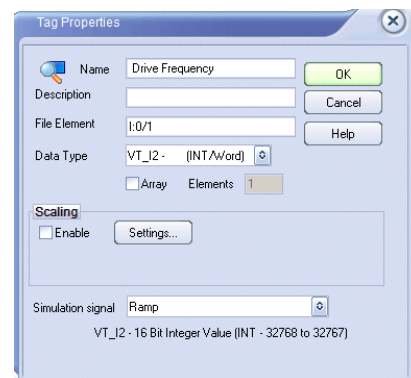 Tag Properties
Name Drive Frequency OK
Description Cancel
File Element I:0/1 Help
Data Type VT_I2 - (INT/Word)
Array Elements 1
Scaling
Enable Settings...
Simulation signal Ramp
VT_I2 - 16 Bit Integer Value (INT - 32768 to 32767)